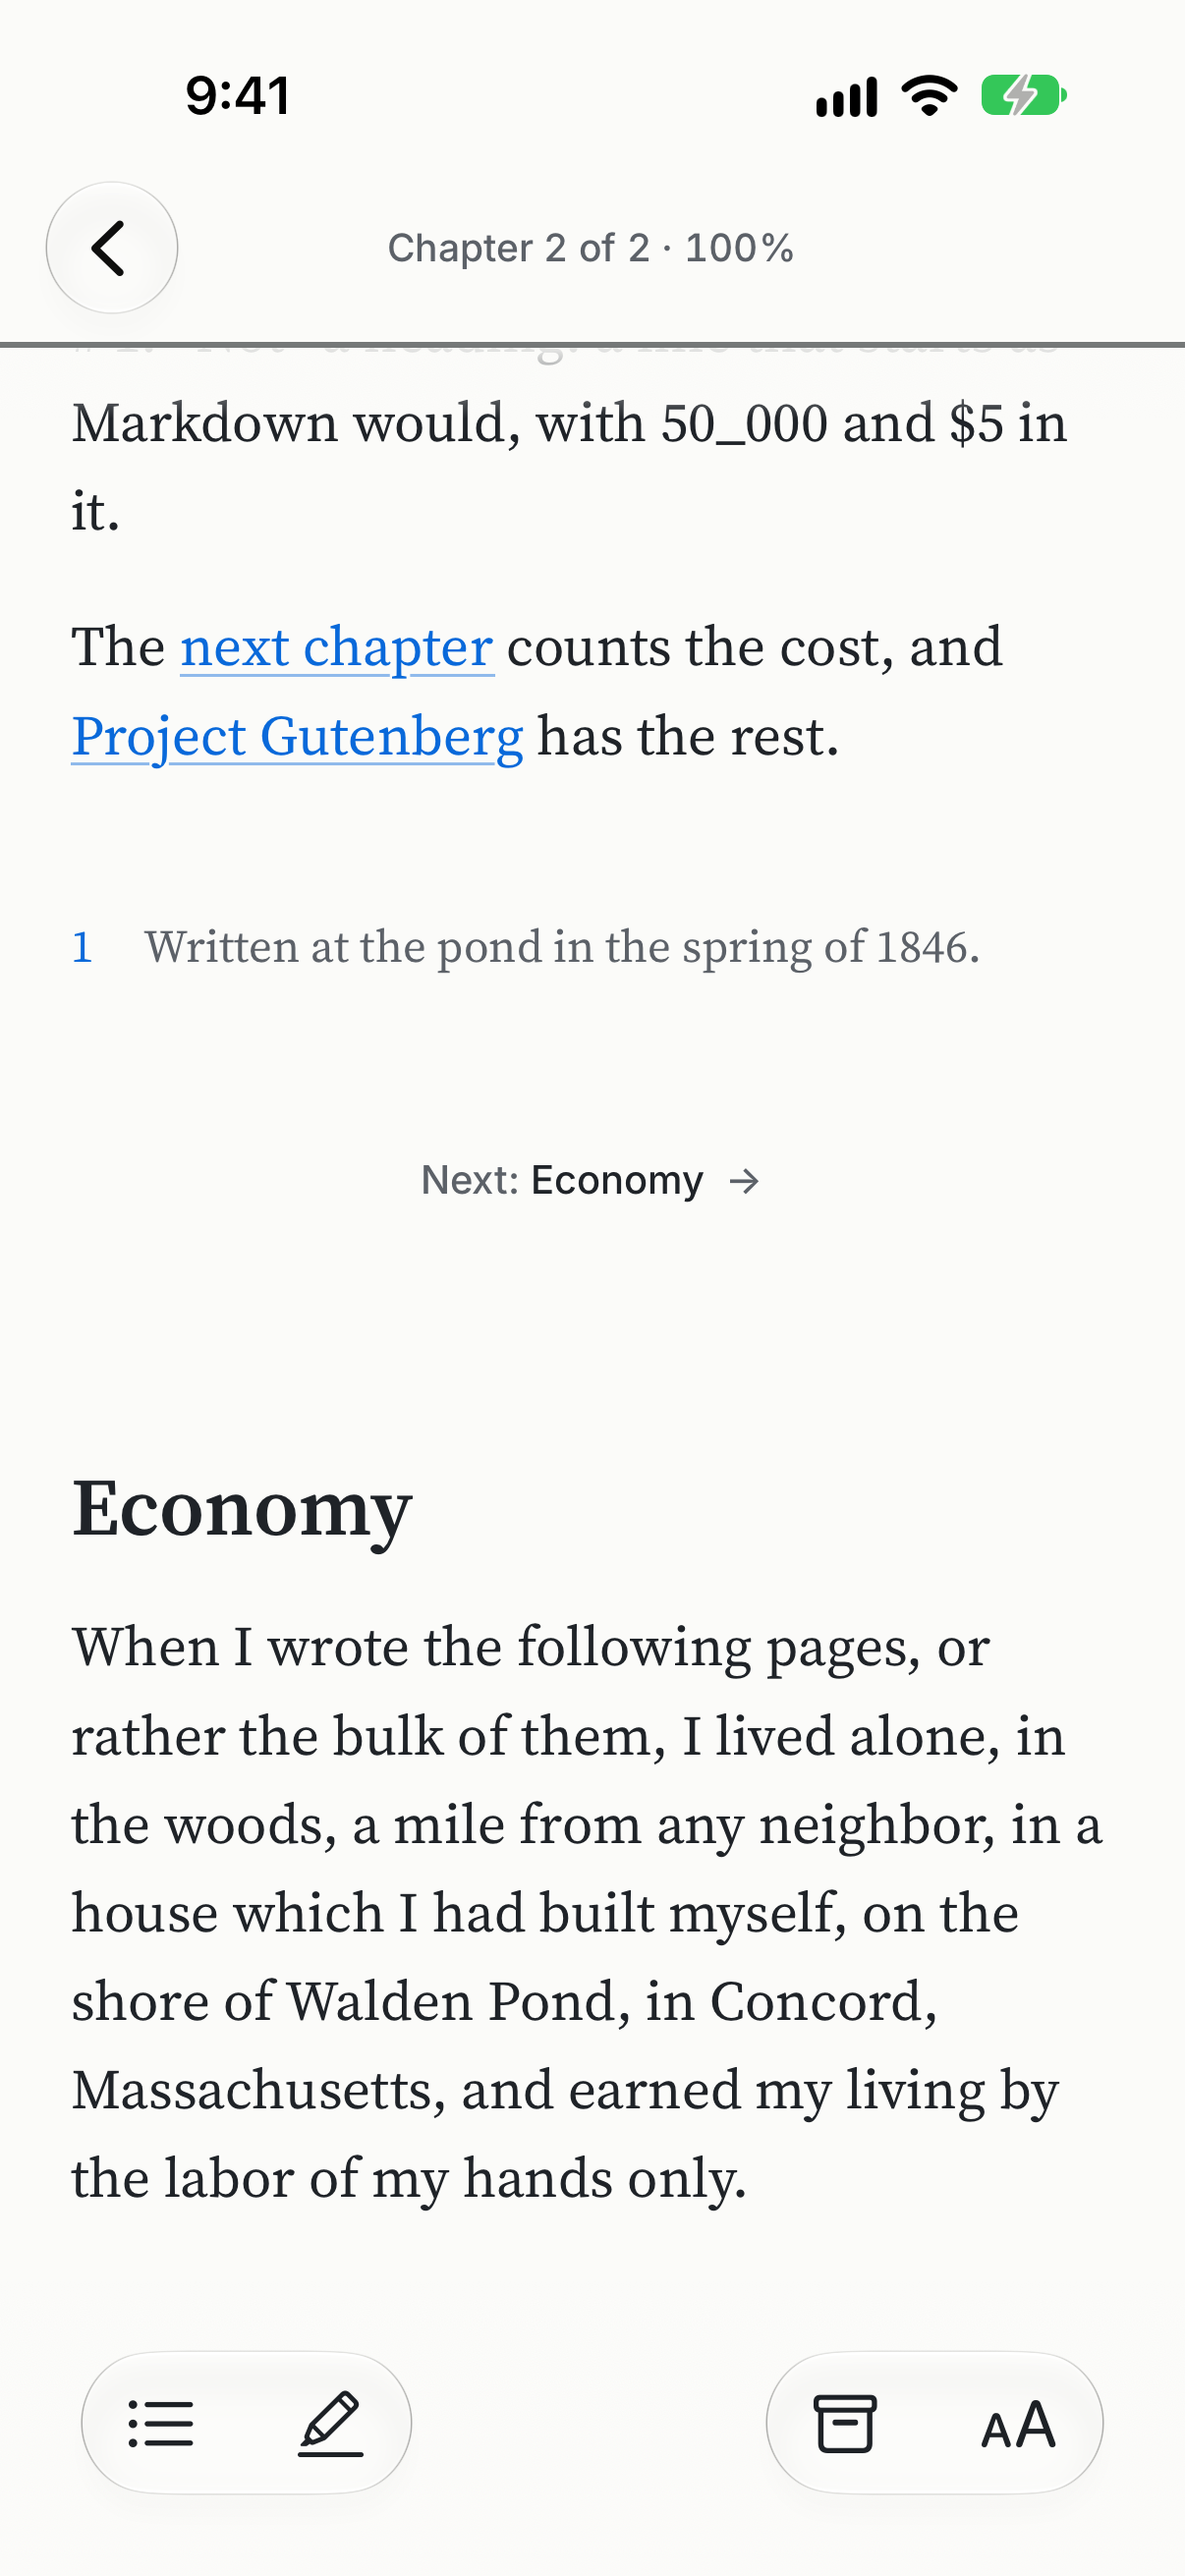 9:41
Chapter 2 of 2 · 100%
Markdown would, with 50_000 and $5 in
it.
The next chapter counts the cost, and
Project Gutenberg has the rest.
1 Written at the pond in the spring of 1846.
Next: Economy →
Economy
When I wrote the following pages, or
rather the bulk of them, I lived alone, in
the woods, a mile from any neighbor, in a
house which I had built myself, on the
shore of Walden Pond, in Concord,
Massachusetts, and earned my living by
the labor of my hands only.
AA